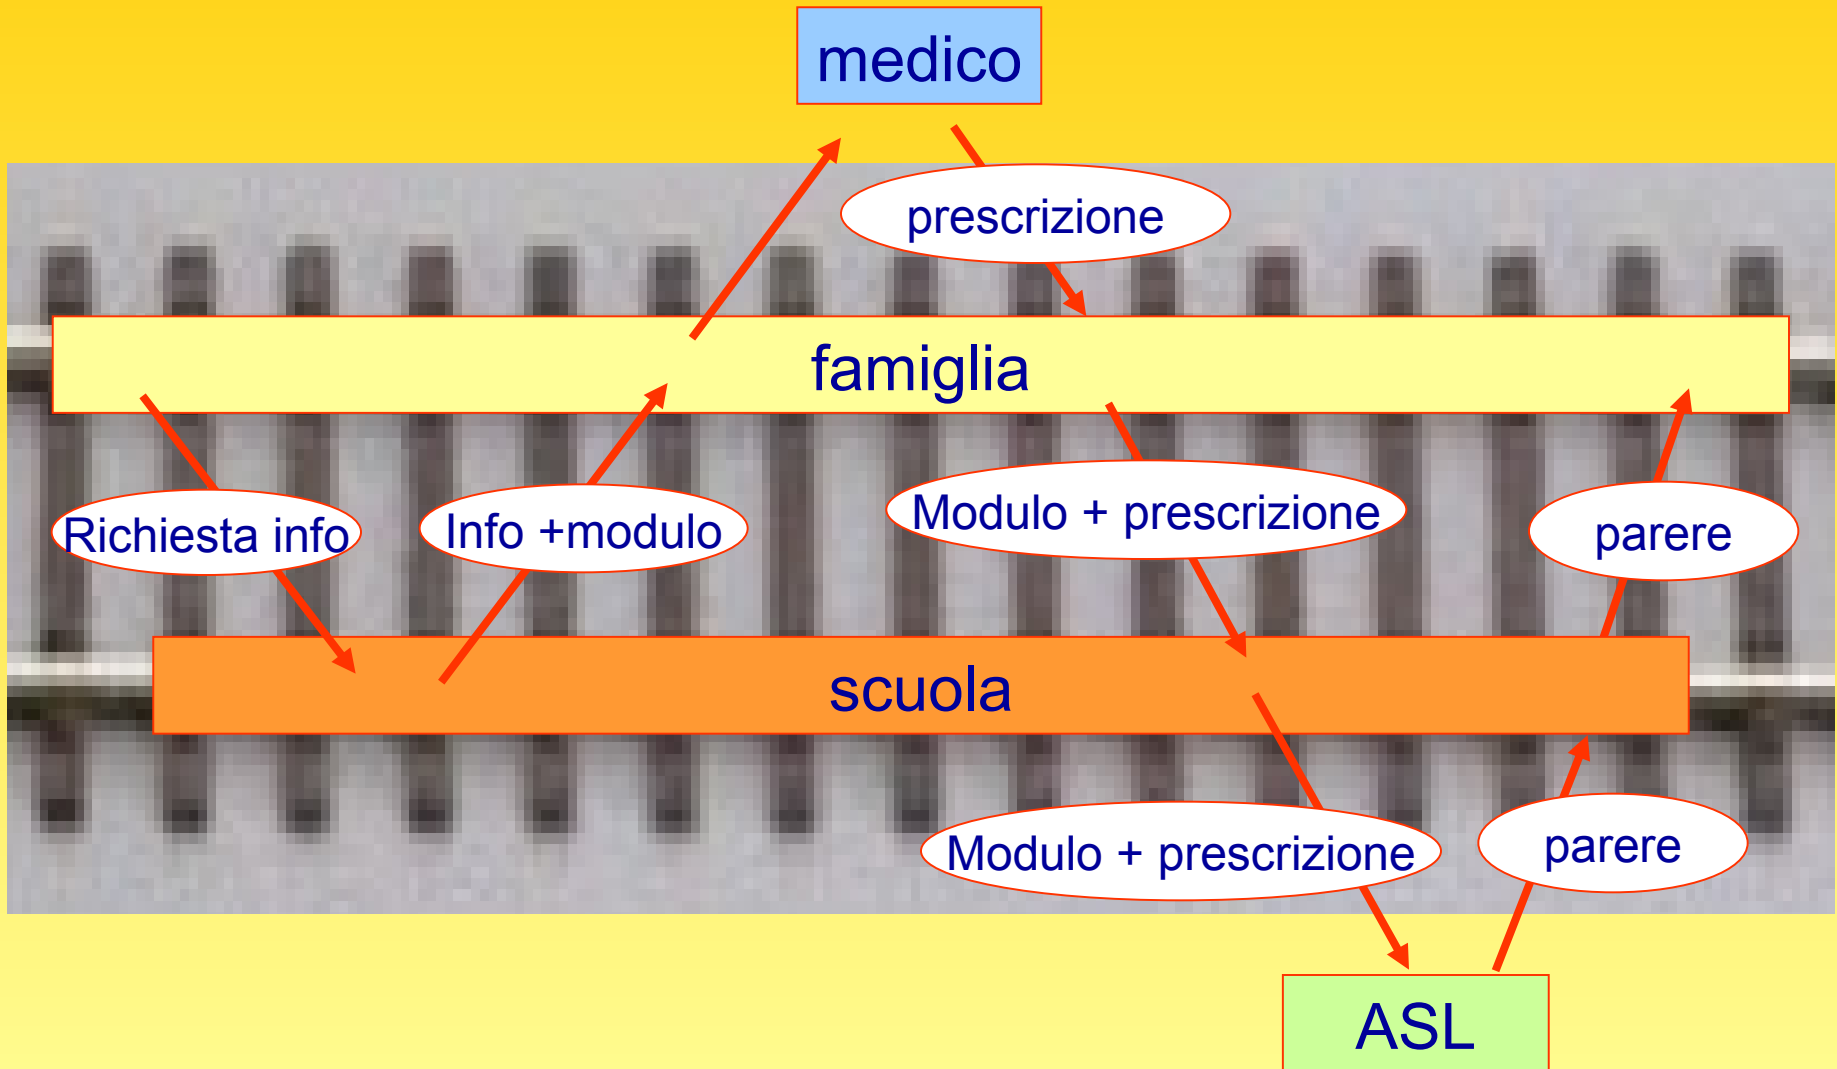 medico
prescrizione
famiglia
Richiesta info
Info +modulo
Modulo + prescrizione
parere
scuola
Modulo + prescrizione
parere
ASL